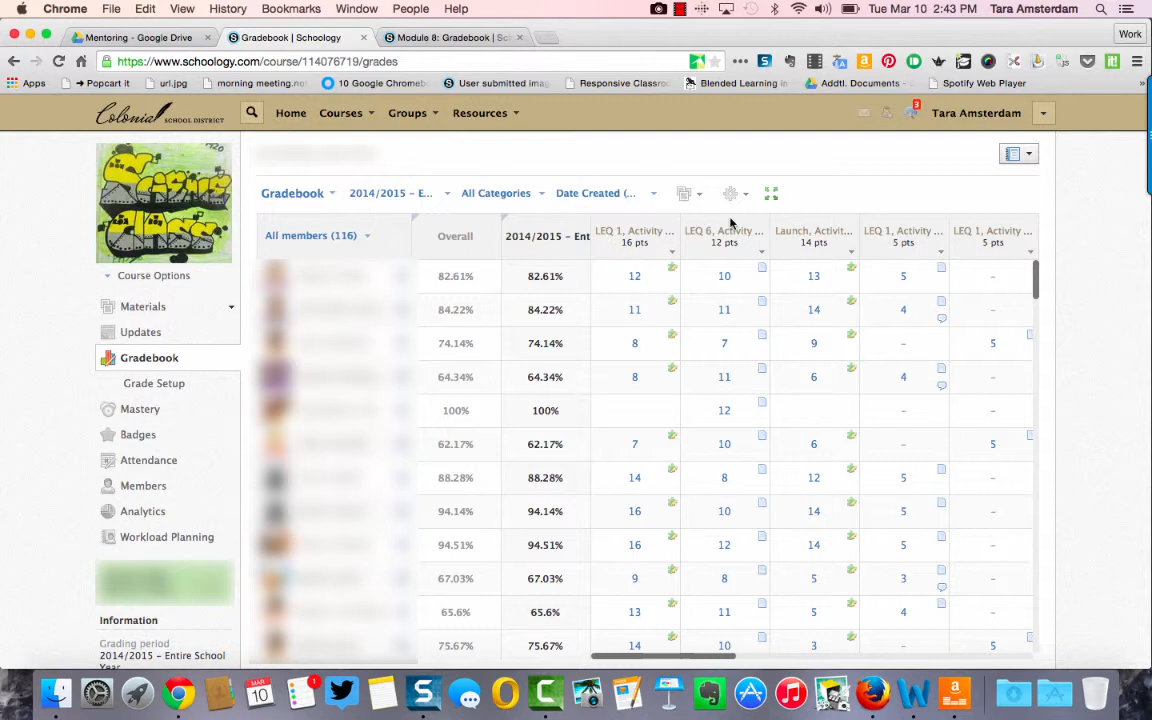 Chrome File Edit View History Bookmarks Window People Help Tue Mar 10 2:43 PM Tara Amsterdam
Mentoring - Google Drive × Gradebook | Schoology × Module 8: Gradebook | Sc × Work
https://www.schoology.com/course/114076719/grades
Apps → Popcart it url.jpg morning meeting.no 10 Google Chromeb User submitted imag Responsive Classroo Blended Learning in Addtl. Documents - Spotify Web Player »
Colonial SCHOOL DISTRICT Home Courses Groups Resources 3 Tara Amsterdam
Gradebook 2014/2015 - E... All Categories Date Created (...
All members (116) Overall 2014/2015 - Ent LEQ 1, Activity ... LEQ 6, Activity ... Launch, Activit... LEQ 1, Activity ... LEQ 1, Activity ...
16 pts 12 pts 14 pts 5 pts 5 pts
82.61% 82.61% 12 10 13 5 –
84.22% 84.22% 11 11 14 4 –
74.14% 74.14% 8 7 9 – 5
64.34% 64.34% 8 11 6 4 –
100% 100% 12 – –
62.17% 62.17% 7 10 6 – 5
88.28% 88.28% 14 8 12 5 –
94.14% 94.14% 16 10 14 5 –
94.51% 94.51% 16 12 14 5 –
67.03% 67.03% 9 8 5 3 –
65.6% 65.6% 13 11 5 4 –
75.67% 75.67% 14 10 3 – 5
Science
Class
Course Options
Materials
Updates
Gradebook
Grade Setup
Mastery
Badges
Attendance
Members
Analytics
Workload Planning
Information
Grading period
2014/2015 - Entire School
Year
MAR
10
1